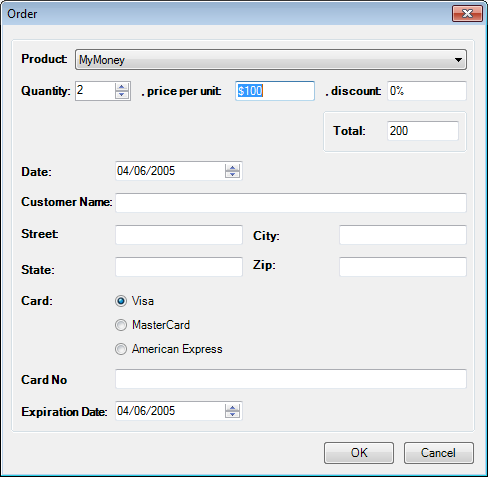 Order
Product: MyMoney
Quantity: 2 , price per unit: $100 , discount: 0%
Total: 200
Date: 04/06/2005
Customer Name:
Street: City:
State: Zip:
Card: Visa
MasterCard
American Express
Card No
Expiration Date: 04/06/2005
OK Cancel